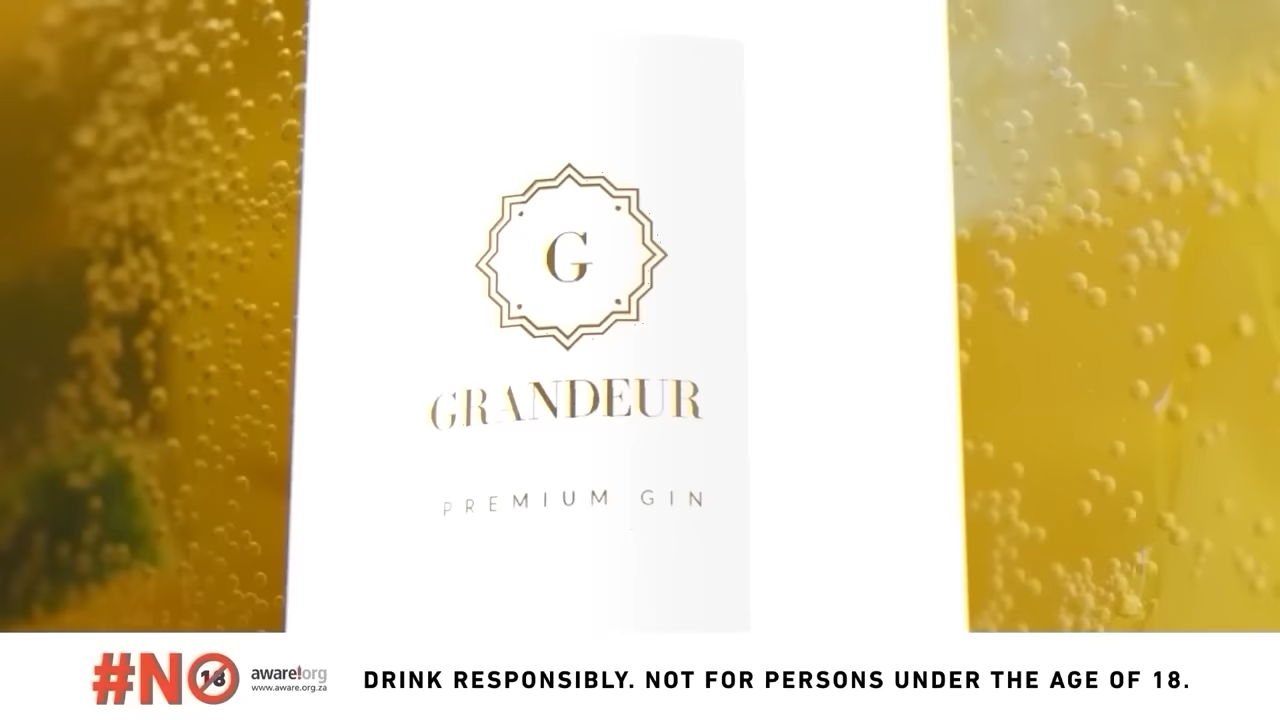 G
GRANDEUR
PREMIUM GIN
#NO
18
aware!org
www.aware.org.za
DRINK RESPONSIBLY. NOT FOR PERSONS UNDER THE AGE OF 18.